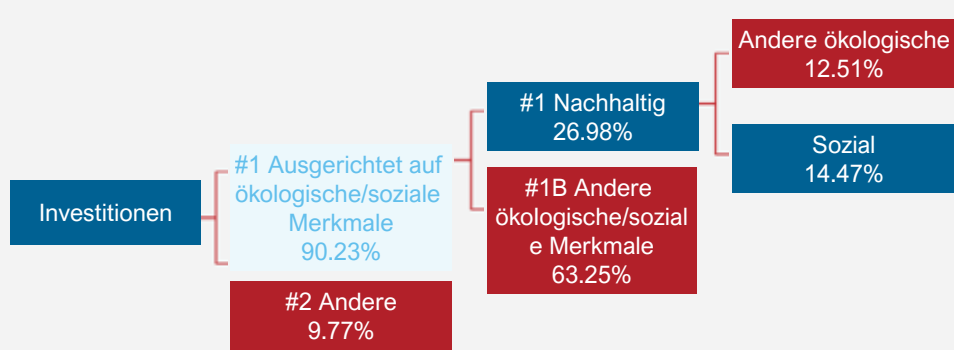 Investitionen
#1 Ausgerichtet auf
ökologische/soziale
Merkmale
90.23%
#2 Andere
9.77%
#1 Nachhaltig
26.98%
#1B Andere
ökologische/sozial
e Merkmale
63.25%
Andere ökologische
12.51%
Sozial
14.47%